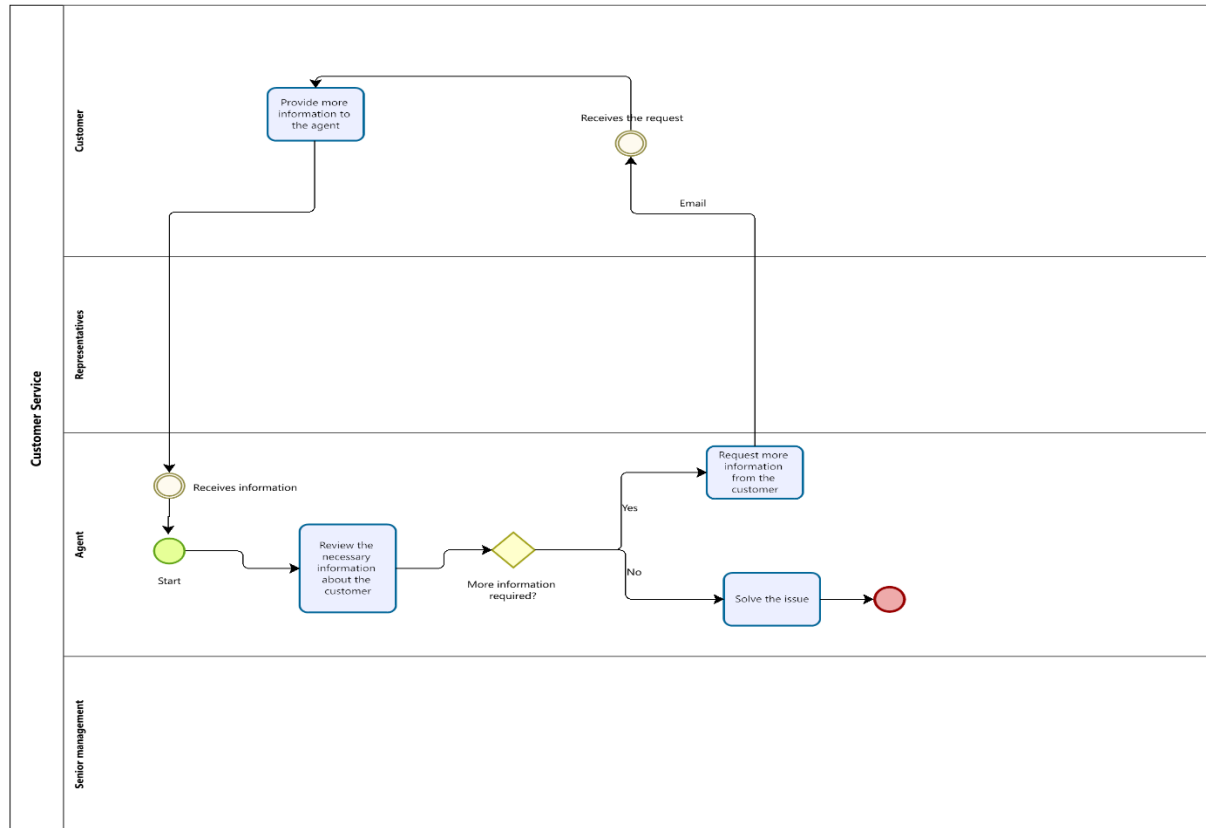 Customer Service
Customer
Provide more
information to
the agent
Receives the request
Email
Representatives
Agent
Request more
information
from the
customer
Receives information
Yes
Start
Review the
necessary
information
about the
customer
More information
required?
No
Solve the issue
Senior management